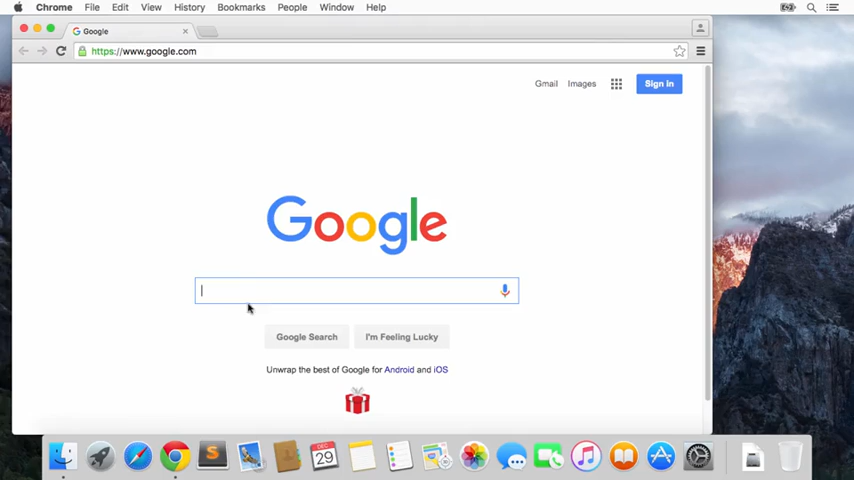 Chrome File Edit View History Bookmarks People Window Help
Google
https://www.google.com
Gmail Images Sign in
Google
Google Search I'm Feeling Lucky
Unwrap the best of Google for Android and iOS
DEC
29